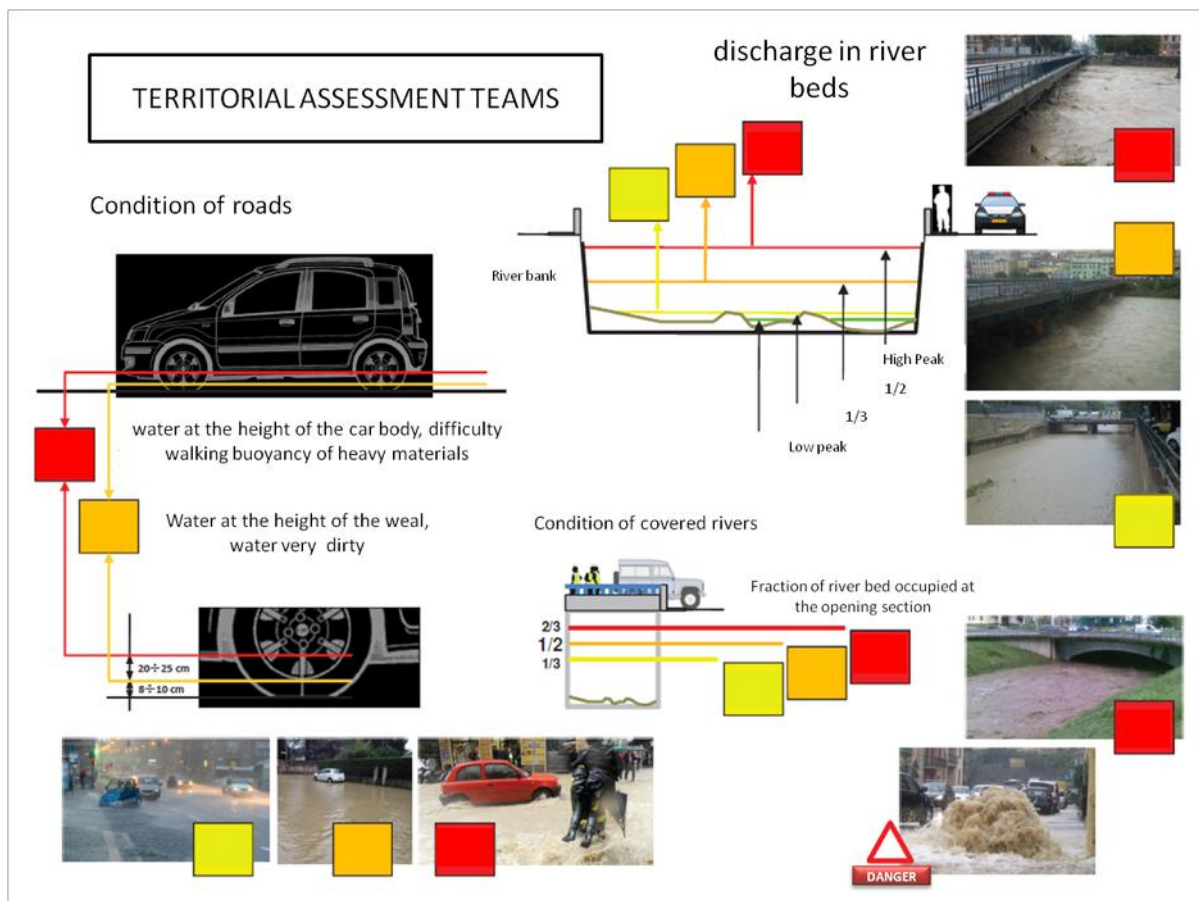 TERRITORIAL ASSESSMENT TEAMS
discharge in river
beds
Condition of roads
River bank
High Peak
1/2
1/3
Low peak
water at the height of the car body, difficulty
walking buoyancy of heavy materials
Water at the height of the weal,
water very dirty
20÷25 cm
8÷10 cm
Condition of covered rivers
Fraction of river bed occupied at
the opening section
2/3
1/2
1/3
DANGER